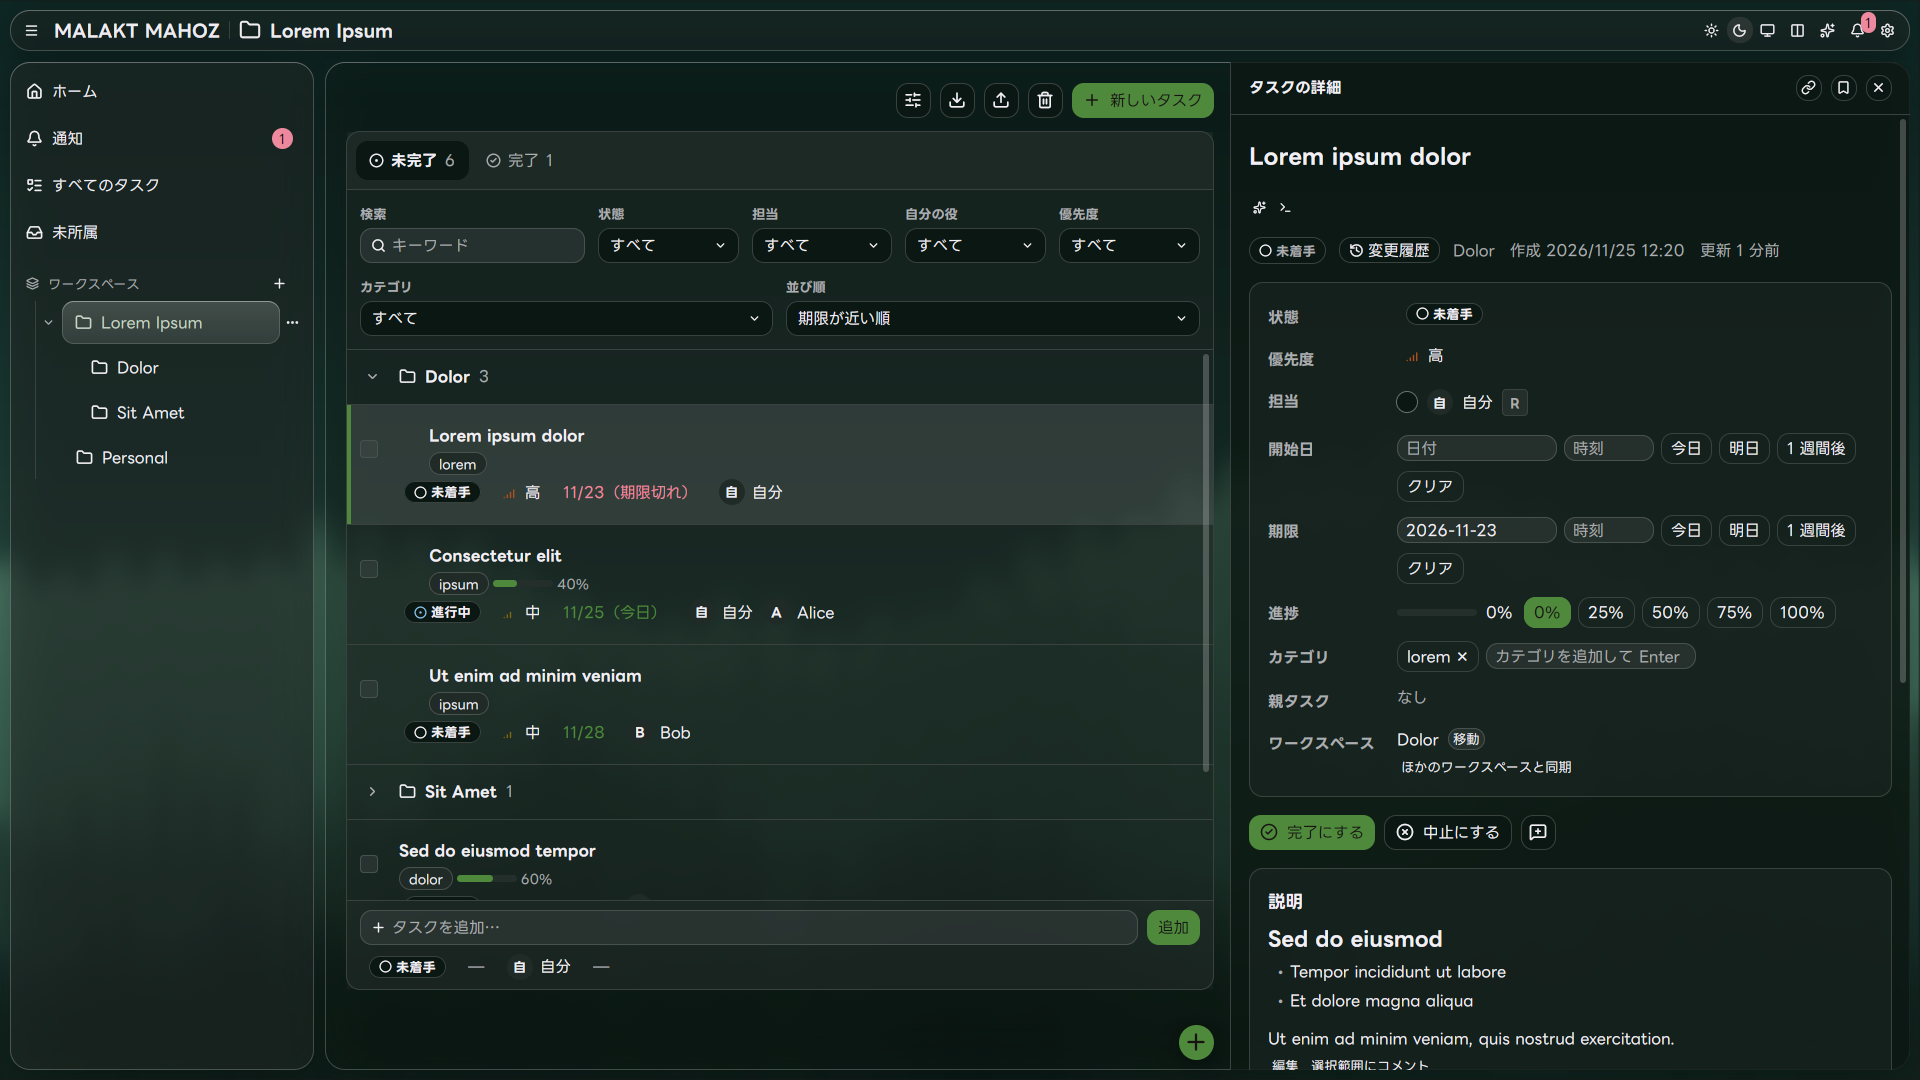 MALAKT MAHOZ Lorem Ipsum
1
ホーム
通知 1
すべてのタスク
未所属
ワークスペース
Lorem Ipsum
Dolor
Sit Amet
Personal
新しいタスク
未完了 6 完了 1
検索 状態 担当 自分の役 優先度
キーワード すべて すべて すべて すべて
カテゴリ 並び順
すべて 期限が近い順
Dolor 3
Lorem ipsum dolor
lorem
未着手 高 11/23（期限切れ） 自 自分
Consectetur elit
ipsum 40%
進行中 中 11/25（今日） 自 自分 A Alice
Ut enim ad minim veniam
ipsum
未着手 中 11/28 B Bob
Sit Amet 1
Sed do eiusmod tempor
dolor 60%
タスクを追加… 追加
未着手 — 自 自分 —
タスクの詳細
Lorem ipsum dolor
未着手 変更履歴 Dolor 作成 2026/11/25 12:20 更新 1 分前
状態 未着手
優先度 高
担当 自 自分 R
開始日 日付 時刻 今日 明日 1 週間後
クリア
期限 2026-11-23 時刻 今日 明日 1 週間後
クリア
進捗 0% 0% 25% 50% 75% 100%
カテゴリ lorem × カテゴリを追加して Enter
親タスク なし
ワークスペース Dolor 移動
ほかのワークスペースと同期
完了にする 中止にする
説明
Sed do eiusmod
• Tempor incididunt ut labore
• Et dolore magna aliqua
Ut enim ad minim veniam, quis nostrud exercitation.
編集 選択範囲にコメント